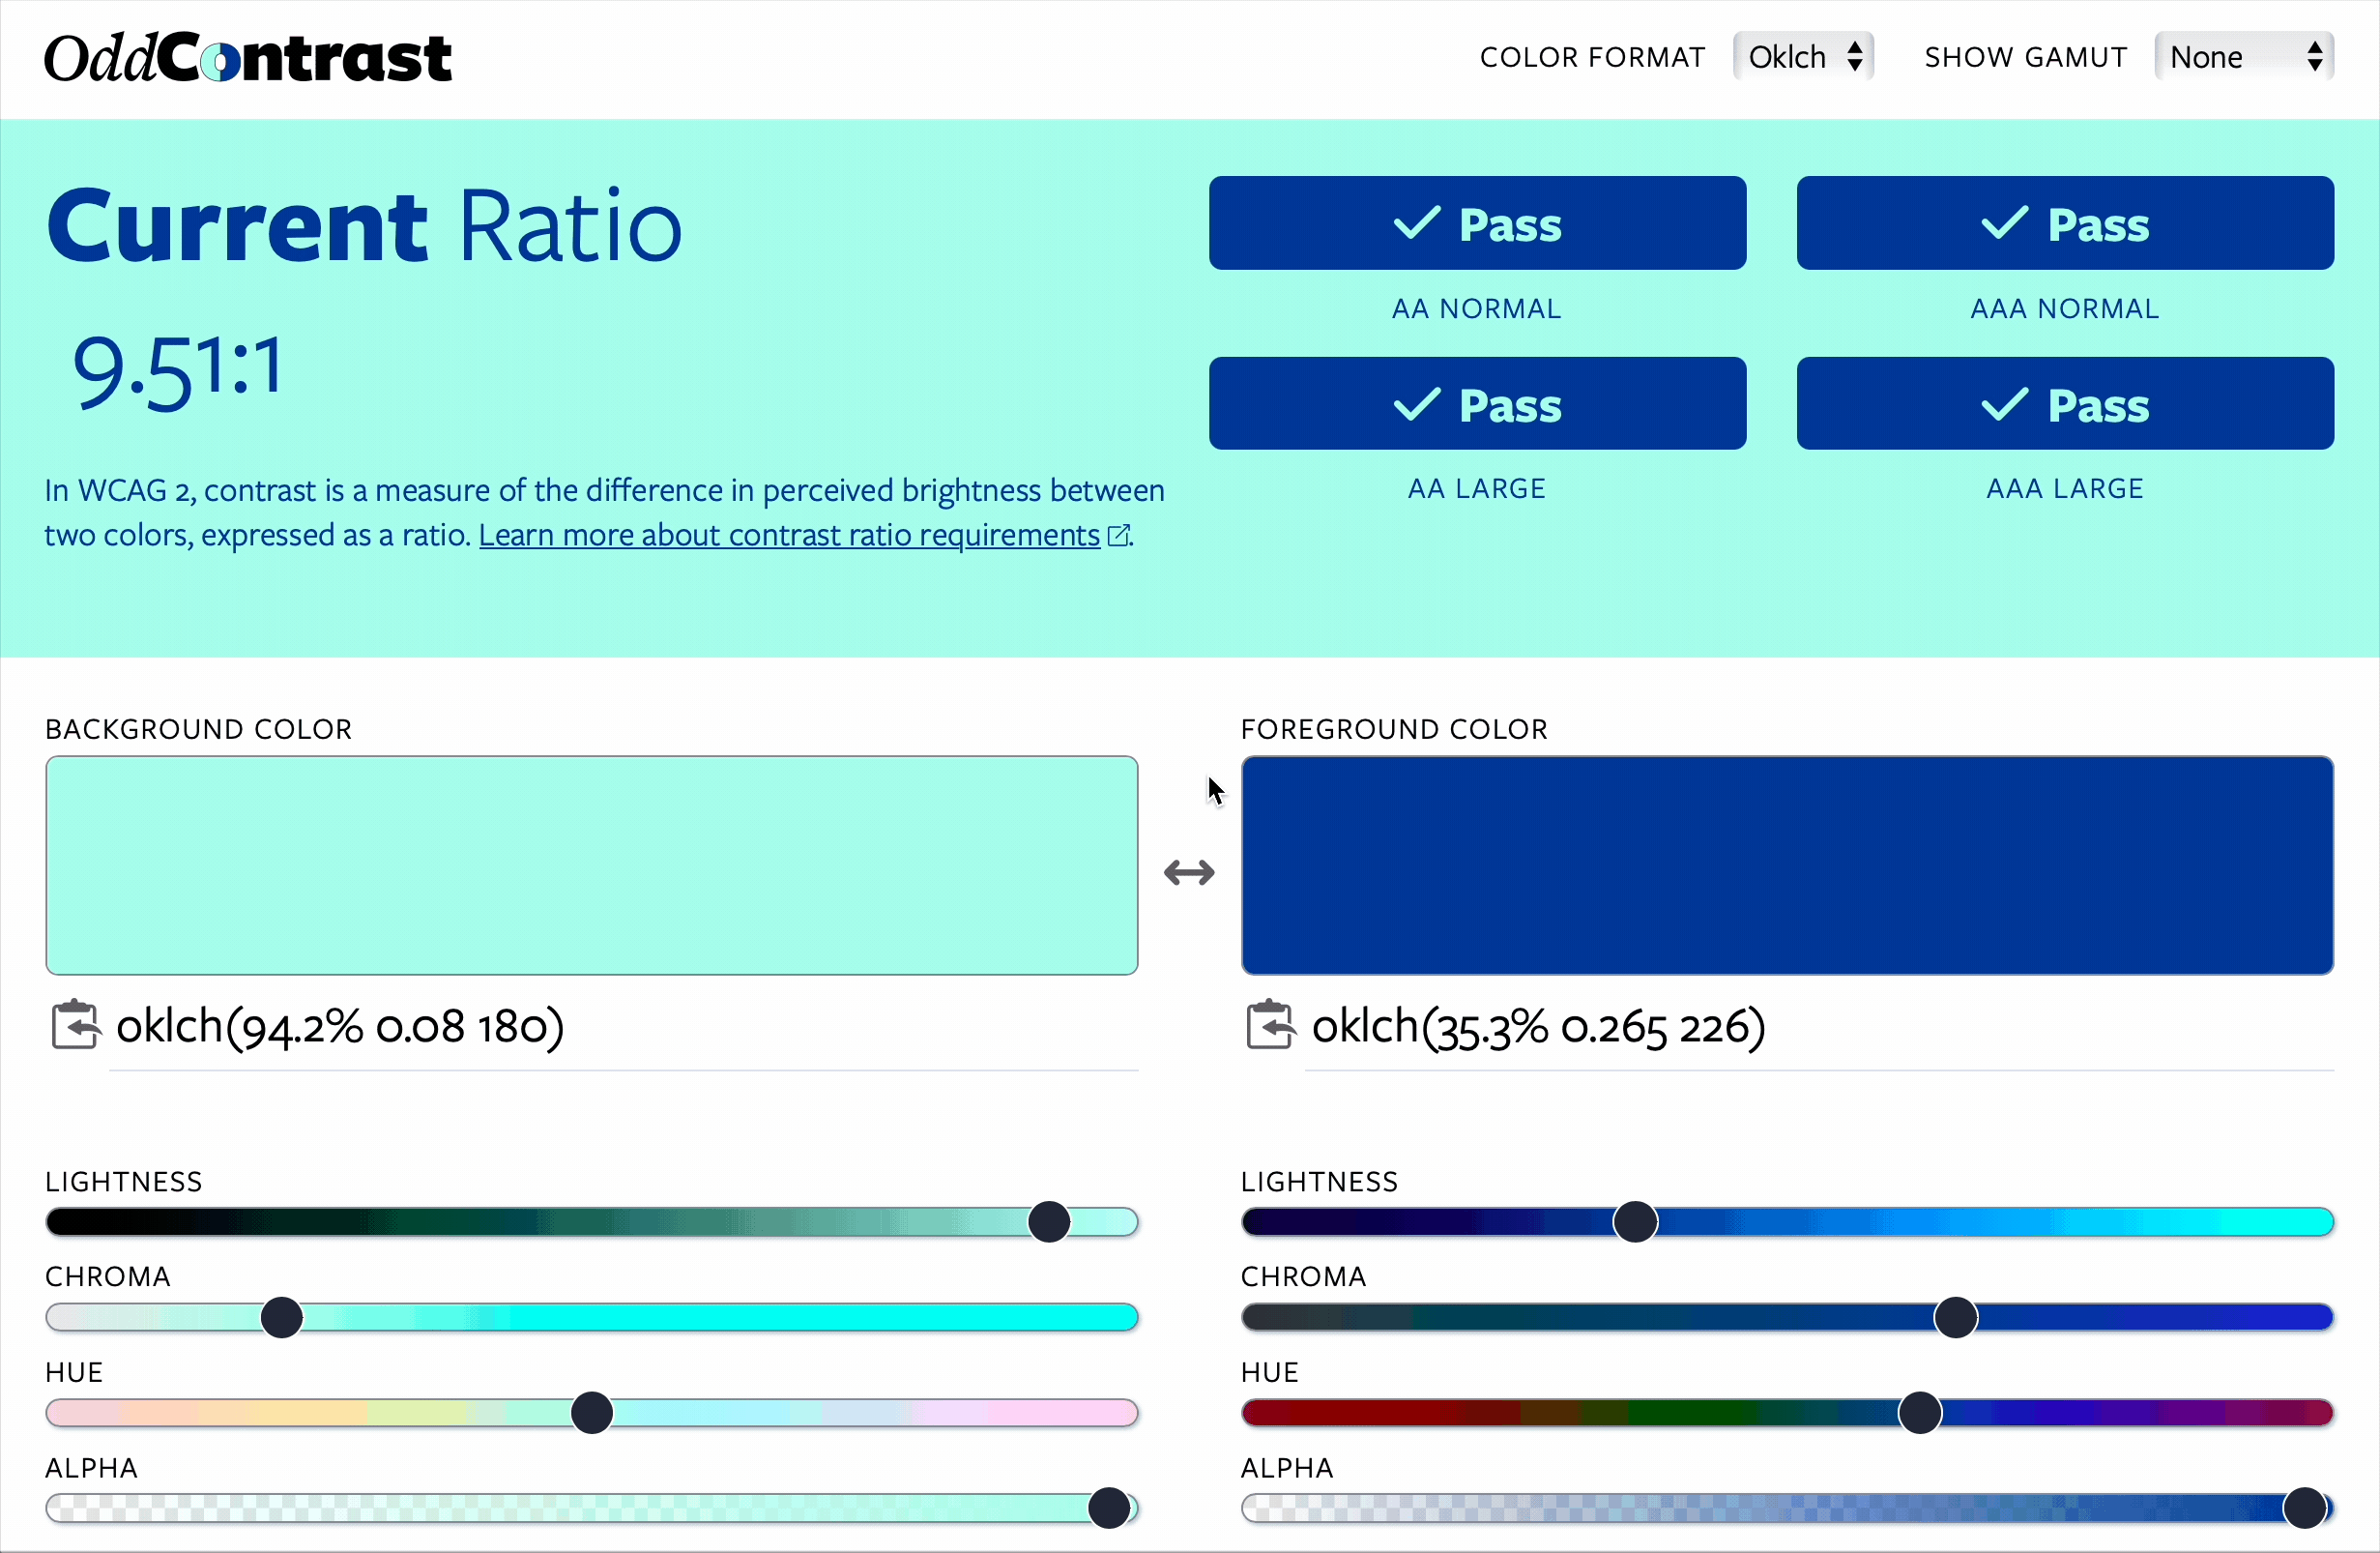 OddContrast
COLOR FORMAT
Oklch
SHOW GAMUT
None
Current Ratio
9.51:1
In WCAG 2, contrast is a measure of the difference in perceived brightness between
two colors, expressed as a ratio. Learn more about contrast ratio requirements.
Pass
AA NORMAL
Pass
AAA NORMAL
Pass
AA LARGE
Pass
AAA LARGE
BACKGROUND COLOR
oklch(94.2% 0.08 180)
LIGHTNESS
CHROMA
HUE
ALPHA
FOREGROUND COLOR
oklch(35.3% 0.265 226)
LIGHTNESS
CHROMA
HUE
ALPHA